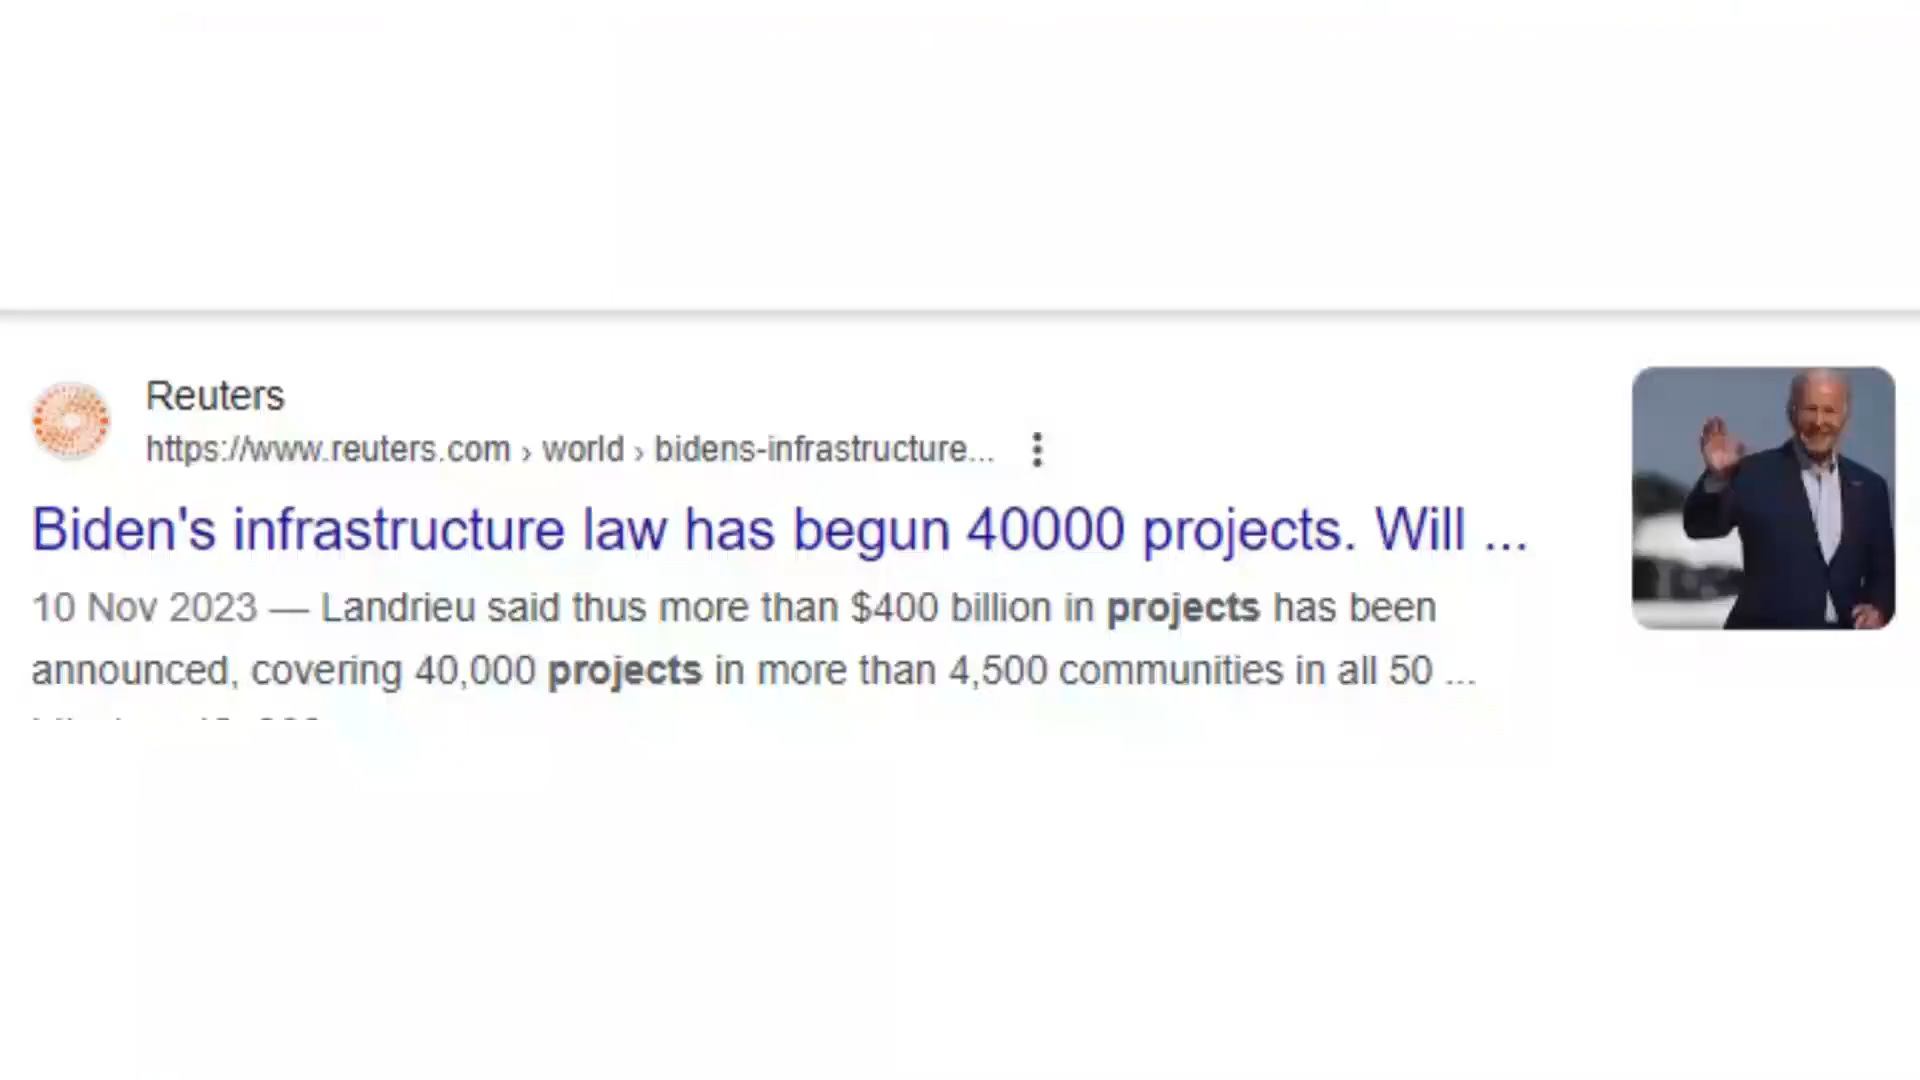 Reuters
https://www.reuters.com › world › bidens-infrastructure...
Biden's infrastructure law has begun 40000 projects. Will ...
10 Nov 2023 — Landrieu said thus more than $400 billion in projects has been
announced, covering 40,000 projects in more than 4,500 communities in all 50 ...